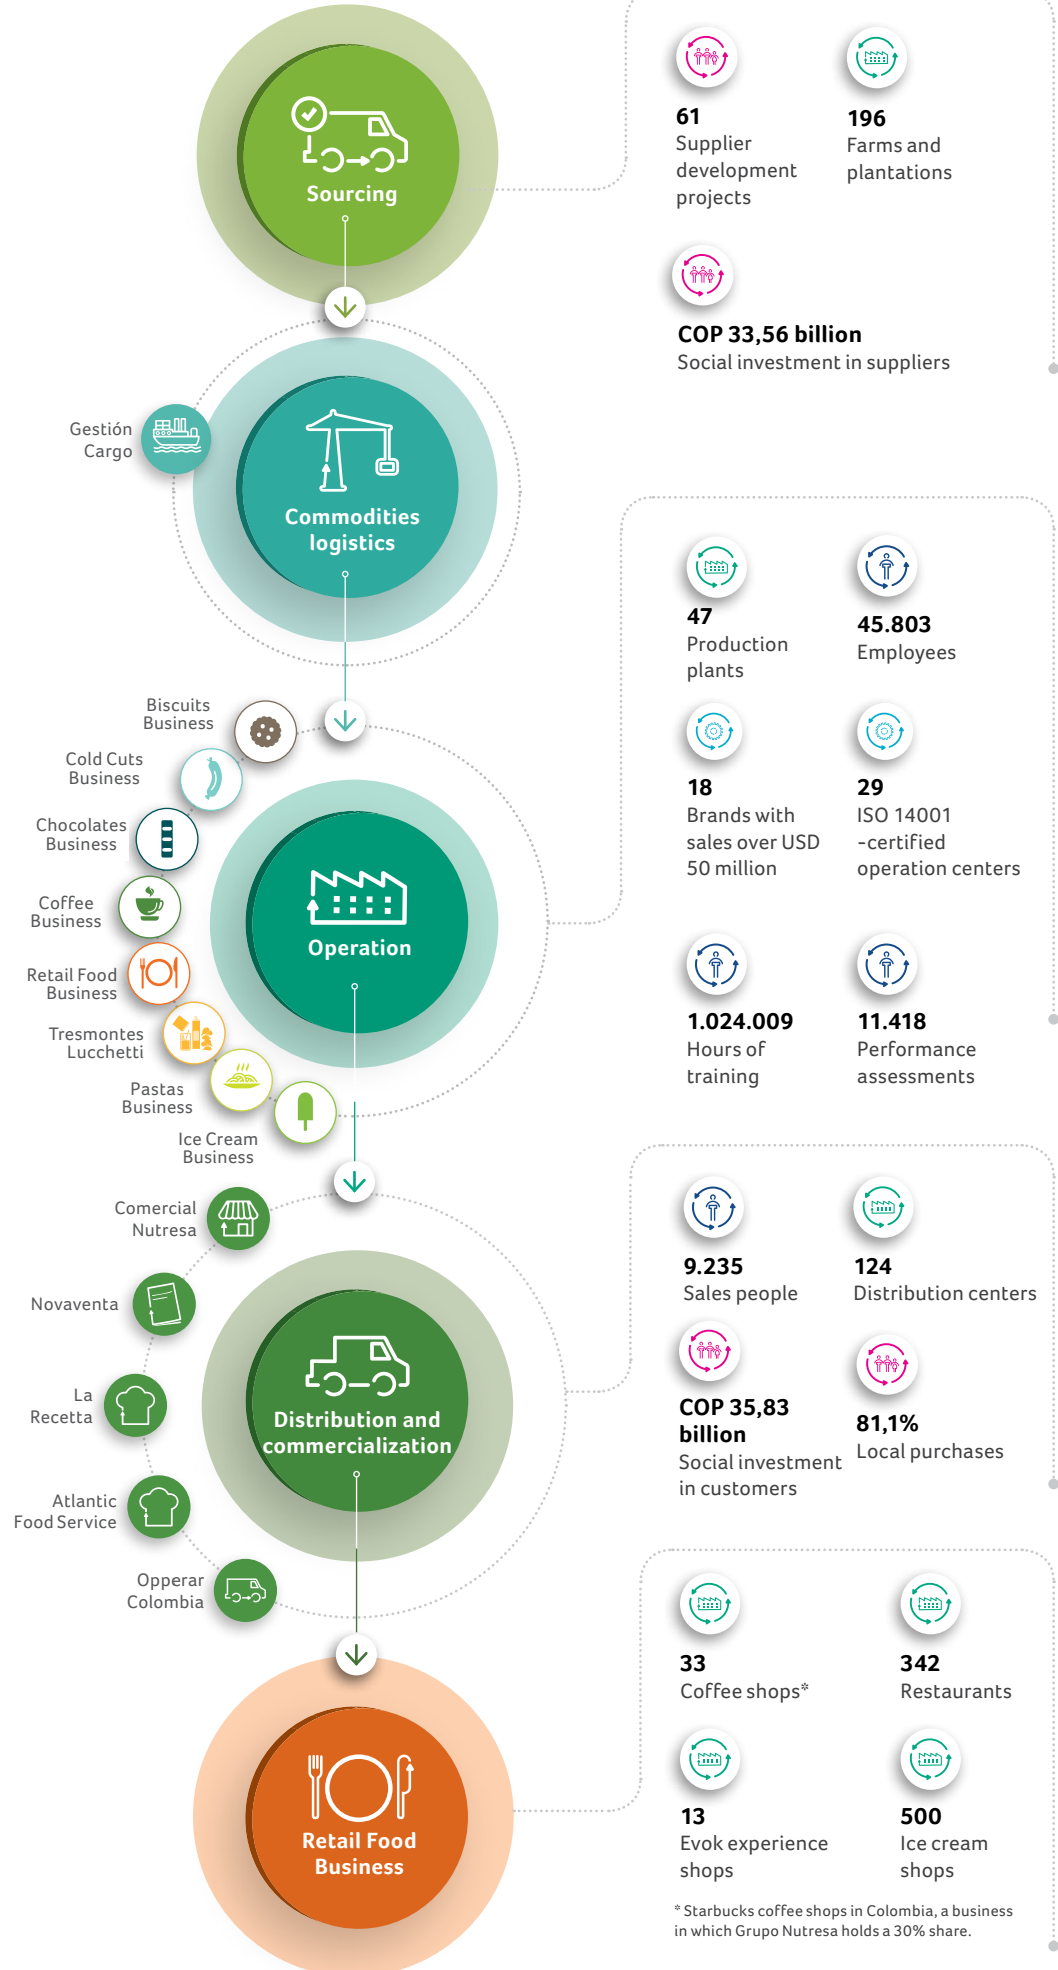 Sourcing
61
Supplier
development
projects
196
Farms and
plantations
COP 33,56 billion
Social investment in suppliers
Gestión
Cargo
Commodities
logistics
Biscuits
Business
Cold Cuts
Business
Chocolates
Business
Coffee
Business
Retail Food
Business
Tresmontes
Lucchetti
Pastas
Business
Ice Cream
Business
Operation
47
Production
plants
45.803
Employees
18
Brands with
sales over USD
50 million
29
ISO 14001
-certified
operation centers
1.024.009
Hours of
training
11.418
Performance
assessments
Comercial
Nutresa
Novaventa
La
Recetta
Atlantic
Food Service
Opperar
Colombia
Distribution and
commercialization
9.235
Sales people
124
Distribution centers
COP 35,83
billion
Social investment
in customers
81,1%
Local purchases
Retail Food
Business
33
Coffee shops*
342
Restaurants
13
Evok experience
shops
500
Ice cream
shops
* Starbucks coffee shops in Colombia, a business
in which Grupo Nutresa holds a 30% share.